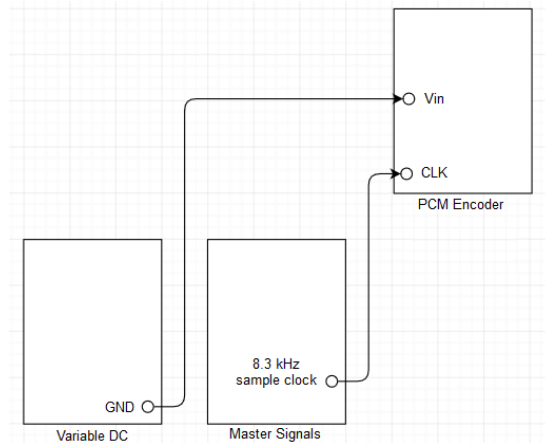 Vin
CLK
PCM Encoder
8.3 kHz
sample clock
GND
Variable DC
Master Signals